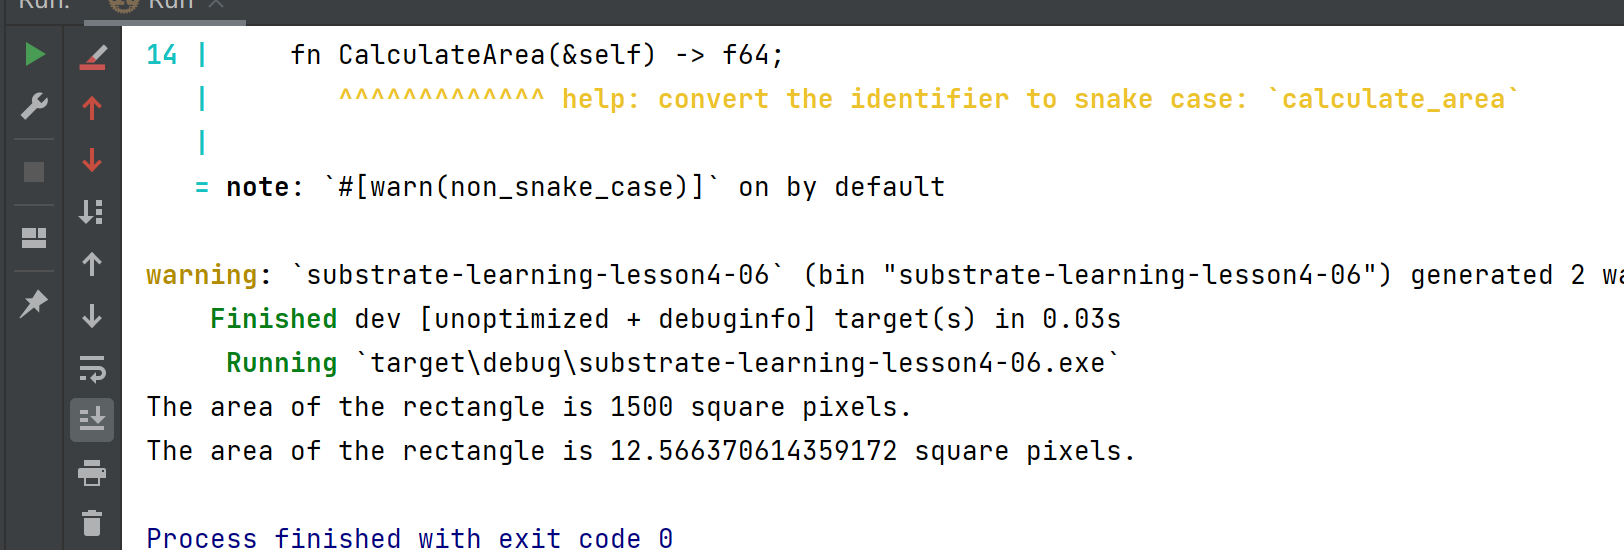 Run: Run ×
14 | fn CalculateArea(&self) -> f64;
| ^^^^^^^^^^^^^ help: convert the identifier to snake case: `calculate_area`
|
= note: `#[warn(non_snake_case)]` on by default
warning: `substrate-learning-lesson4-06` (bin "substrate-learning-lesson4-06") generated 2
Finished dev [unoptimized + debuginfo] target(s) in 0.03s
Running `target\debug\substrate-learning-lesson4-06.exe`
The area of the rectangle is 1500 square pixels.
The area of the rectangle is 12.566370614359172 square pixels.
Process finished with exit code 0